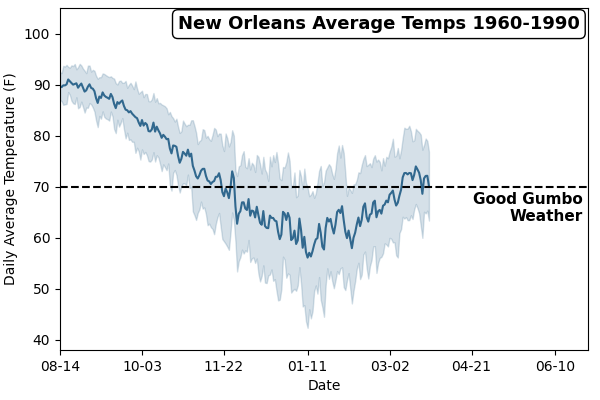 New Orleans Average Temps 1960-1990
100
90
80
70
60
50
40
Daily Average Temperature (F)
Good Gumbo
Weather
08-14
10-03
11-22
01-11
03-02
04-21
06-10
Date